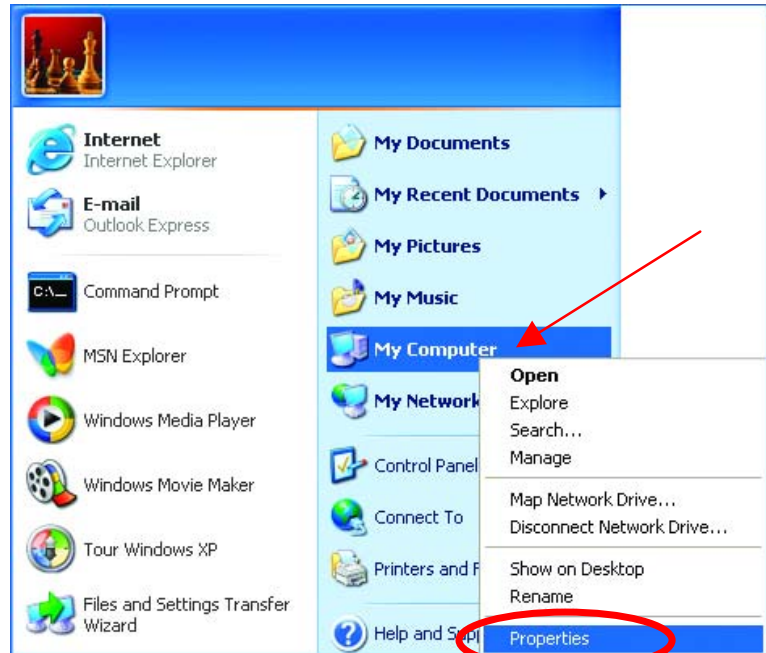 Internet
Internet Explorer
E-mail
Outlook Express
C:\_
Command Prompt
MSN Explorer
Windows Media Player
Windows Movie Maker
Tour Windows XP
Files and Settings Transfer
Wizard
My Documents
My Recent Documents
My Pictures
My Music
My Computer
My Network
Control Panel
Connect To
Printers and F
Help and Supp
Open
Explore
Search...
Manage
Map Network Drive...
Disconnect Network Drive...
Show on Desktop
Rename
Properties